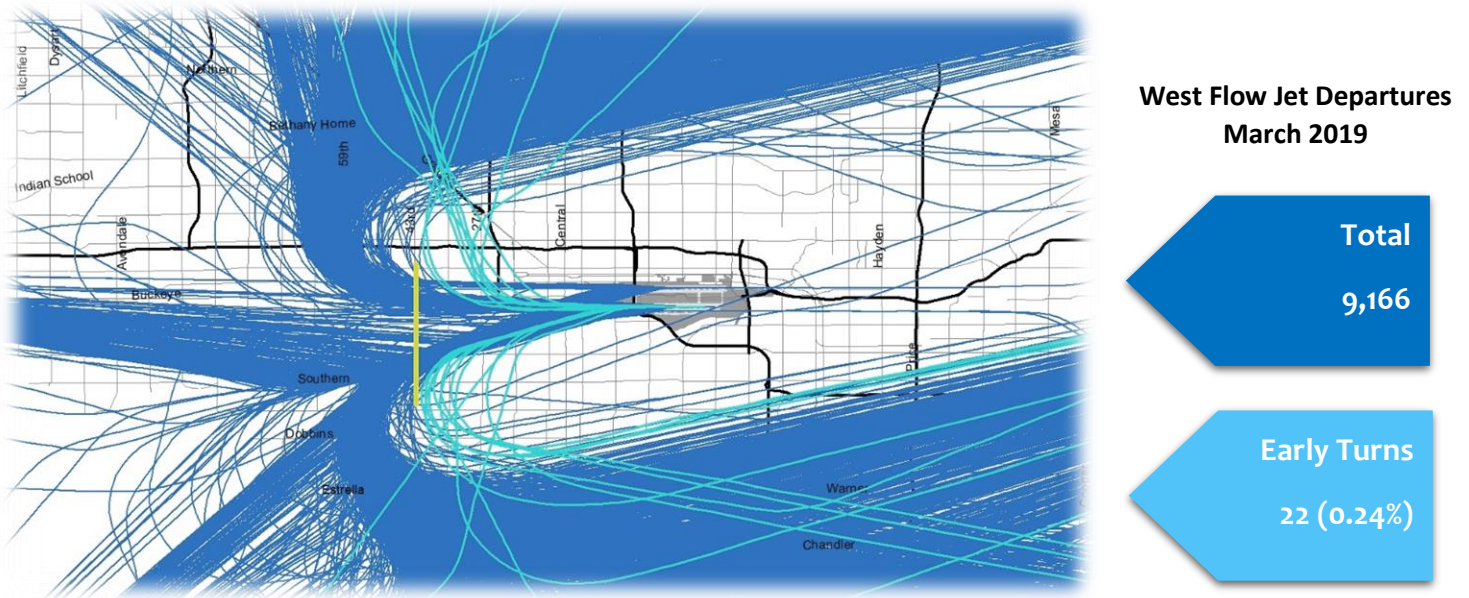 Litchfield
Dysart
Northern
Bethany Home
59th
Indian School
43rd
27th
Central
Avondale
Hayden
Mesa
Buckeye
Price
Southern
Dobbins
Estrella
Warner
Chandler
West Flow Jet Departures
March 2019
Total
9,166
Early Turns
22 (0.24%)